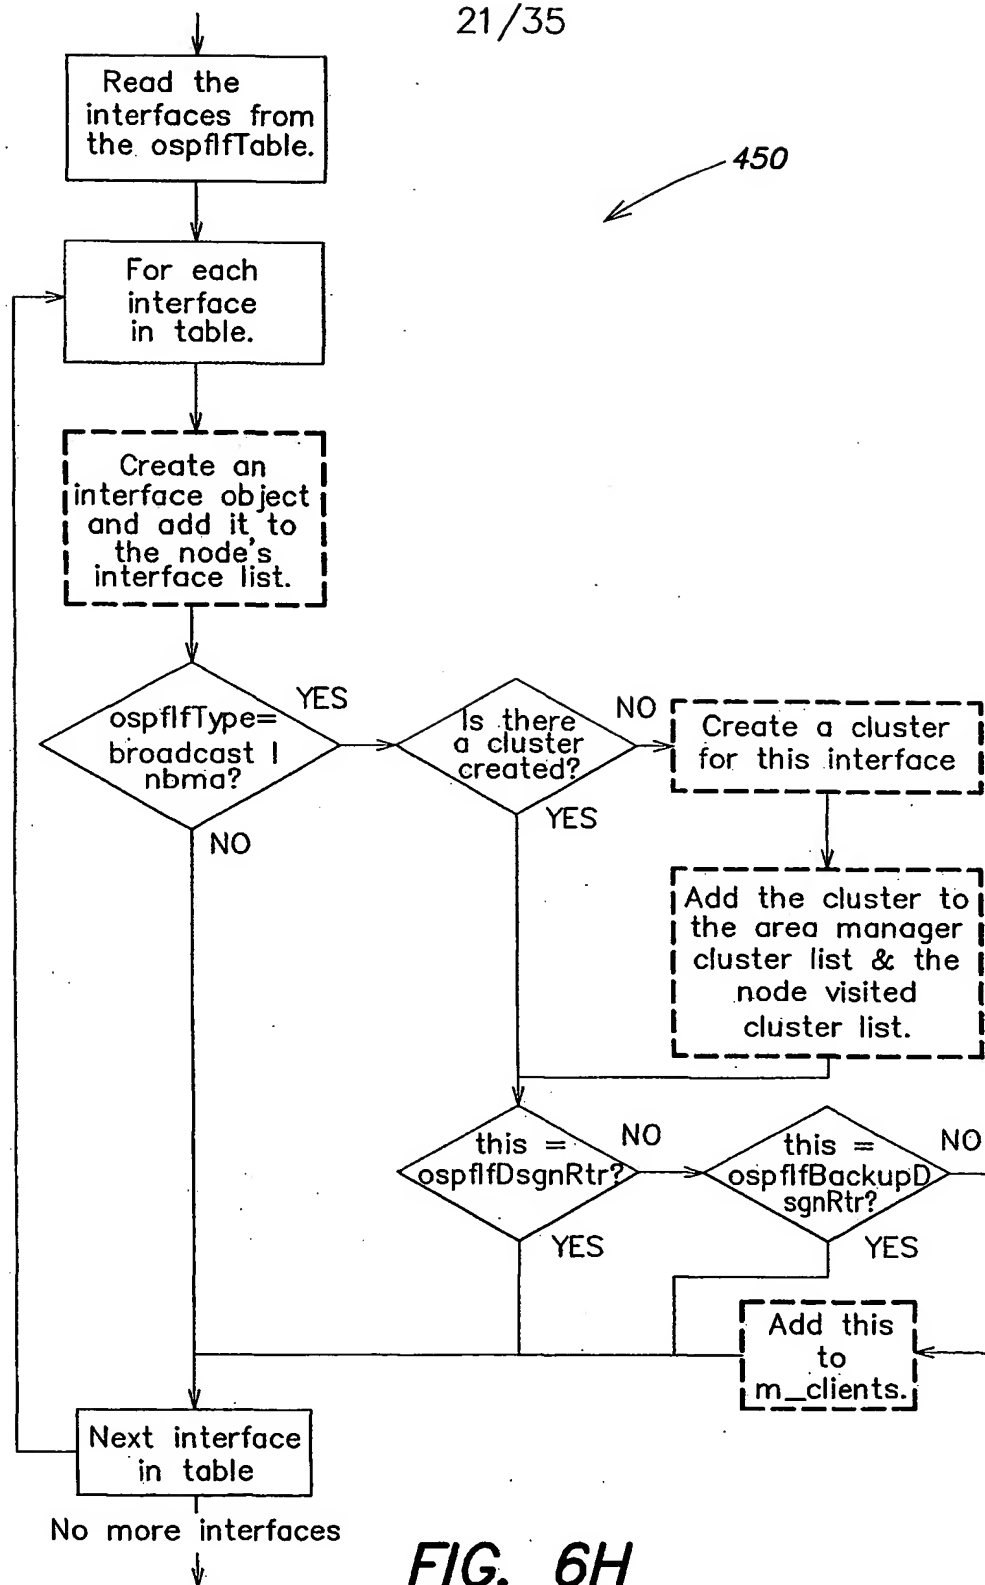 21/35
Read the
interfaces from
the ospfIfTable.
450
For each
interface
in table.
Create an
interface object
and add it to
the node's
interface list.
ospfIfType=
broadcast |
nbma?
YES
NO
Is there
a cluster
created?
NO
YES
Create a cluster
for this interface
Add the cluster to
the area manager
cluster list & the
node visited
cluster list.
this =
ospfIfDsgnRtr?
NO
YES
this =
ospfIfBackupD
sgnRtr?
NO
YES
Add this
to
m_clients.
Next interface
in table
No more interfaces
FIG. 6H